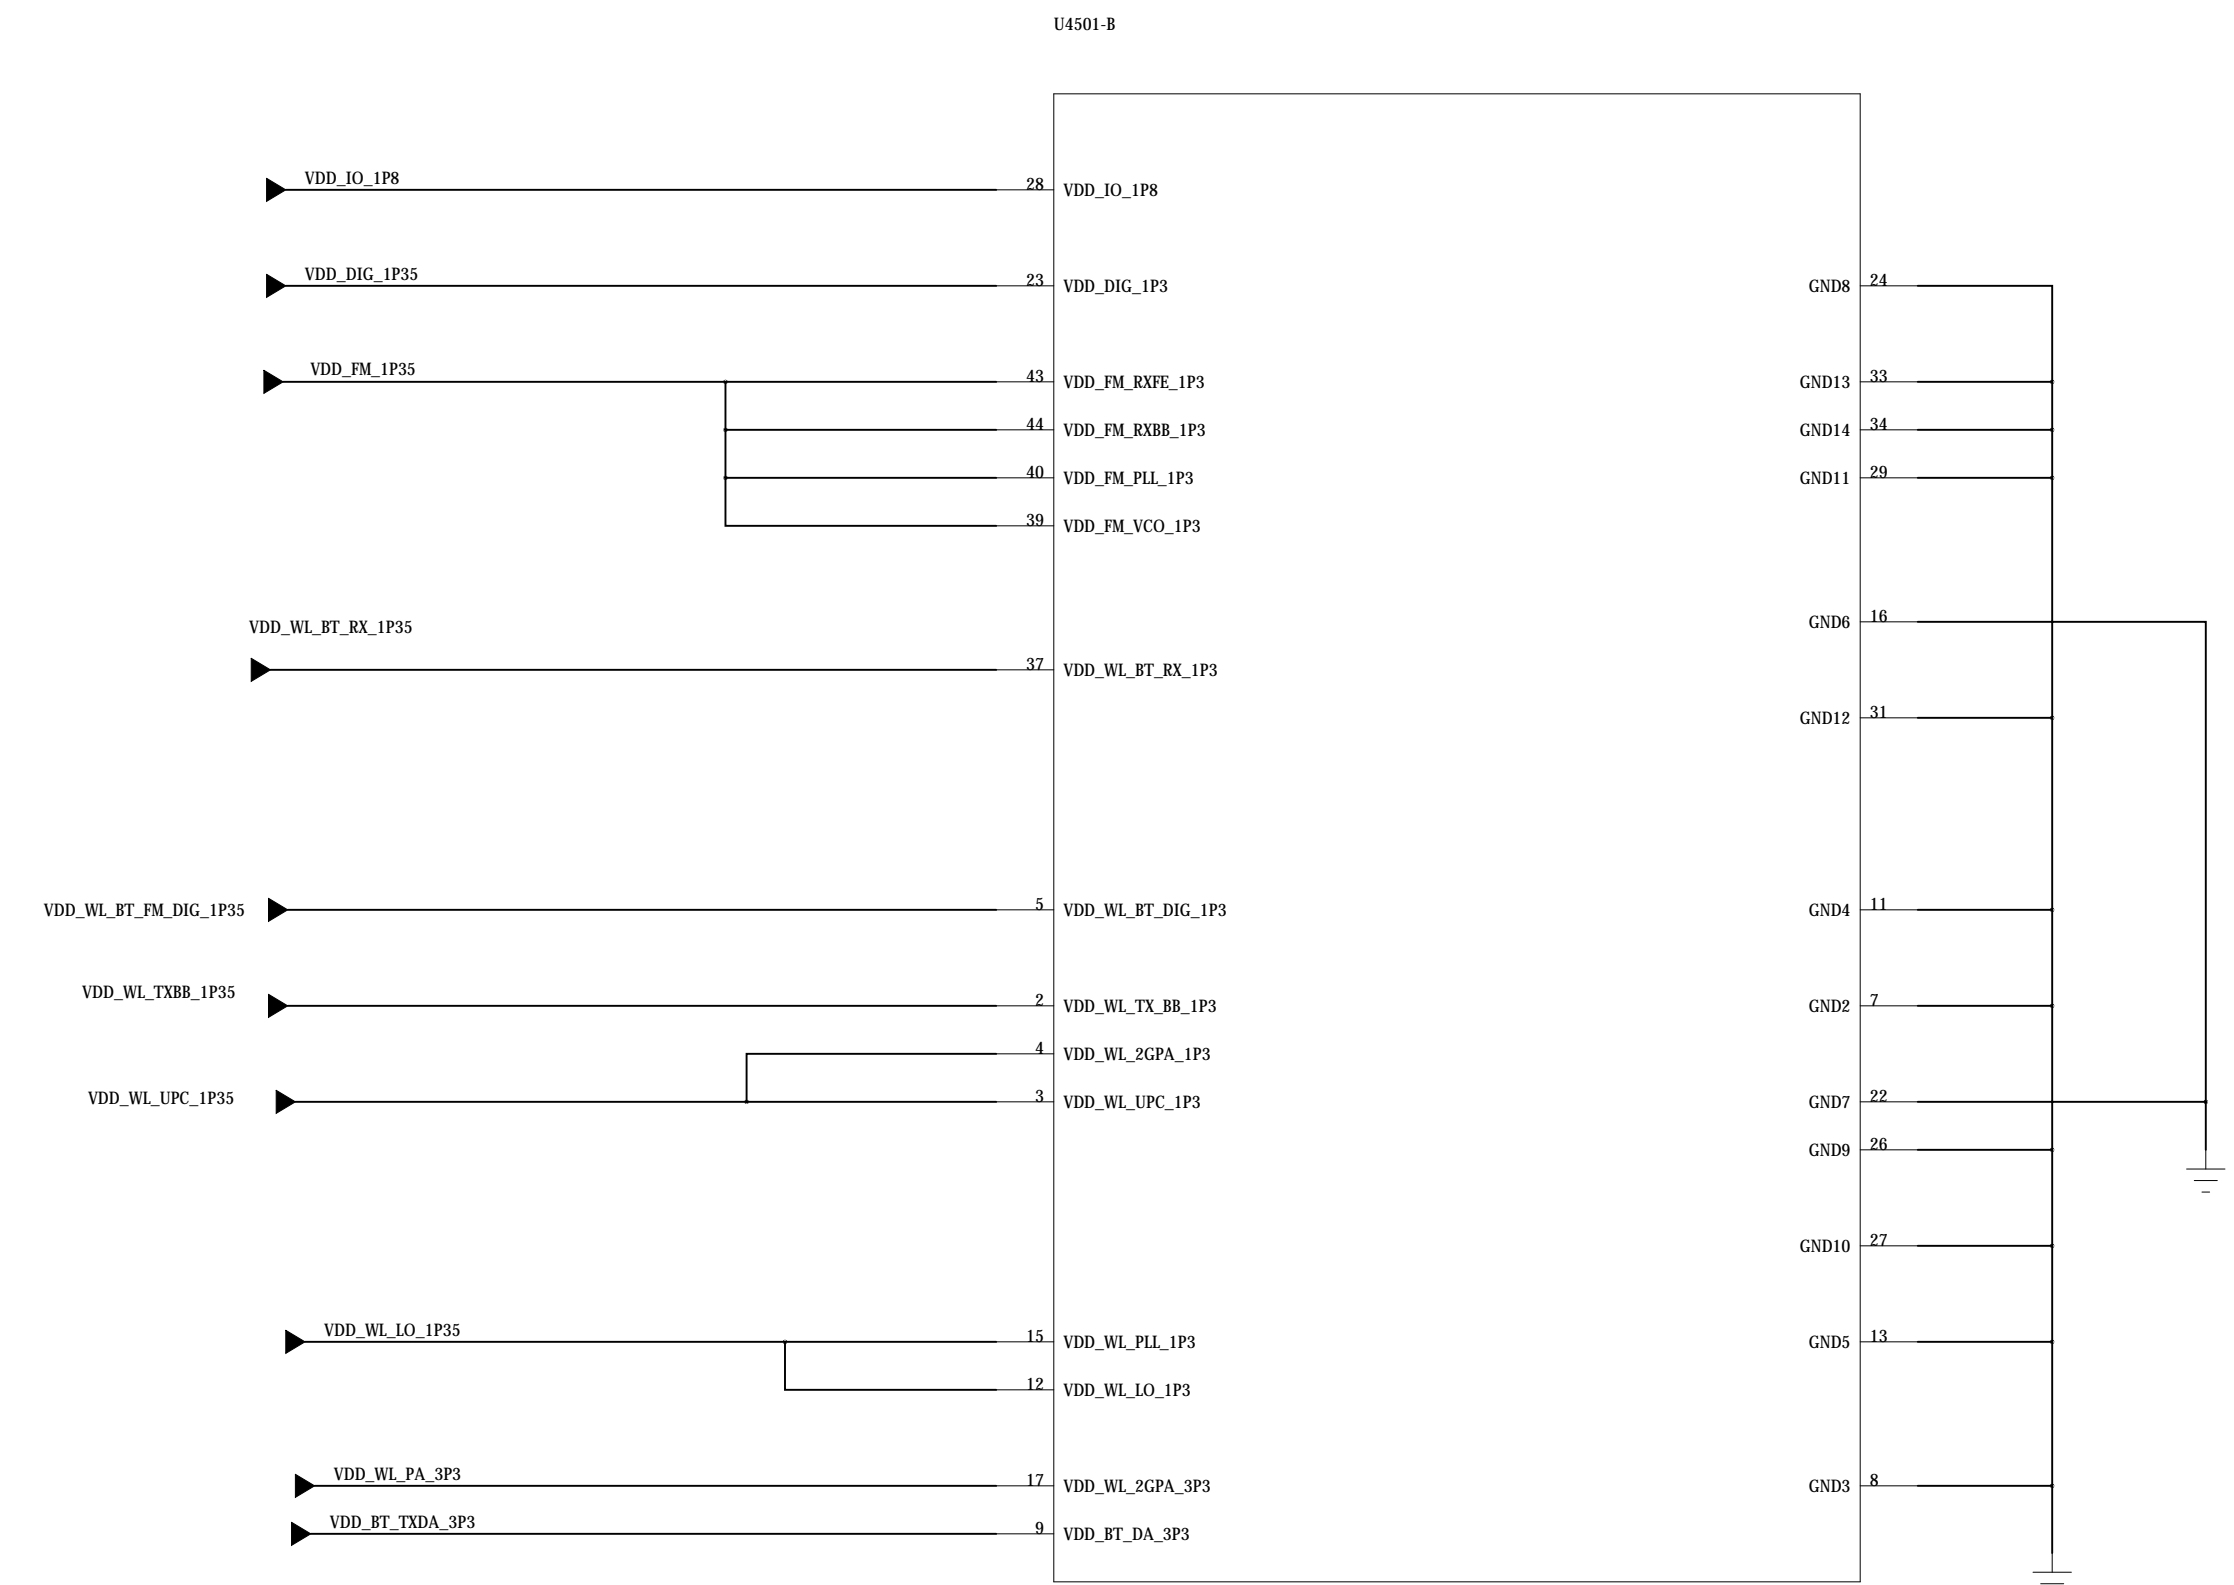 U4501-B
VDD_IO_1P8
28
VDD_IO_1P8
VDD_DIG_1P35
23
VDD_DIG_1P3
GND8
24
VDD_FM_1P35
43
VDD_FM_RXFE_1P3
GND13
33
44
VDD_FM_RXBB_1P3
GND14
34
40
VDD_FM_PLL_1P3
GND11
29
39
VDD_FM_VCO_1P3
GND6
16
VDD_WL_BT_RX_1P35
37
VDD_WL_BT_RX_1P3
GND12
31
VDD_WL_BT_FM_DIG_1P35
5
VDD_WL_BT_DIG_1P3
GND4
11
VDD_WL_TXBB_1P35
2
VDD_WL_TX_BB_1P3
GND2
7
4
VDD_WL_2GPA_1P3
VDD_WL_UPC_1P35
3
VDD_WL_UPC_1P3
GND7
22
GND9
26
GND10
27
VDD_WL_LO_1P35
15
VDD_WL_PLL_1P3
GND5
13
12
VDD_WL_LO_1P3
VDD_WL_PA_3P3
17
VDD_WL_2GPA_3P3
GND3
8
VDD_BT_TXDA_3P3
9
VDD_BT_DA_3P3